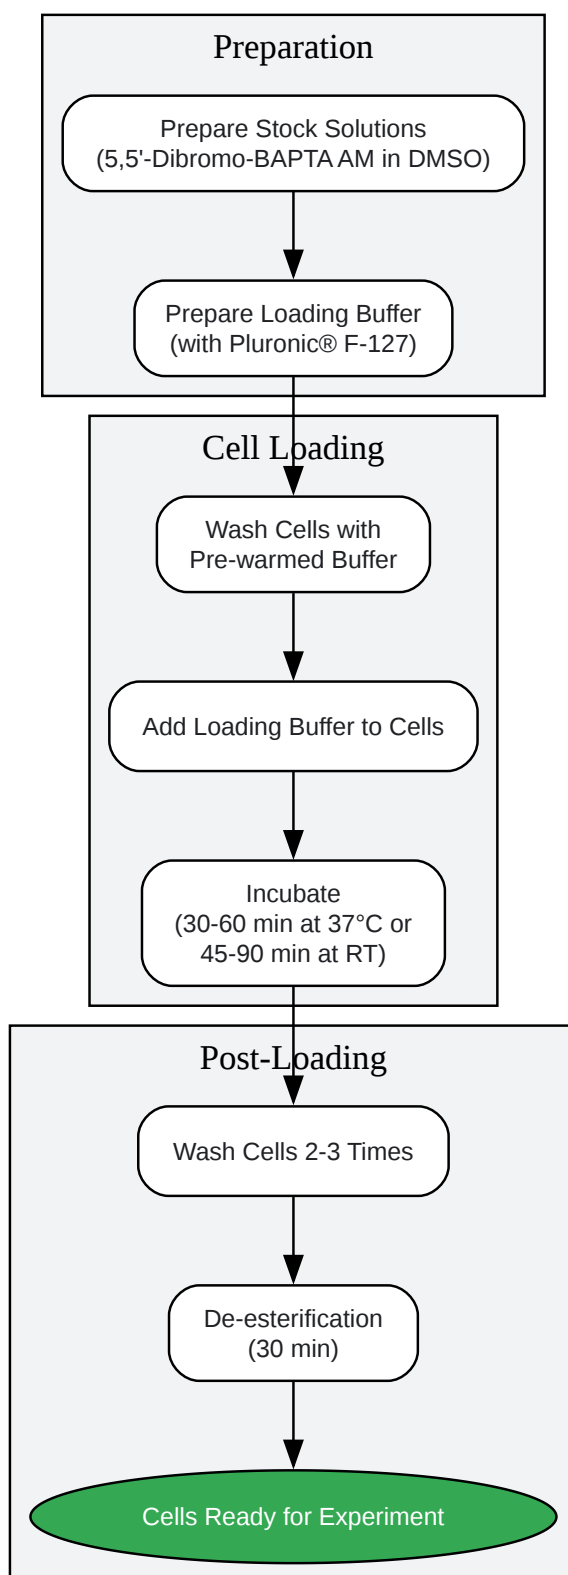 Preparation
Prepare Stock Solutions
(5,5'-Dibromo-BAPTA AM in DMSO)
Prepare Loading Buffer
(with Pluronic® F-127)
Cell Loading
Wash Cells with
Pre-warmed Buffer
Add Loading Buffer to Cells
Incubate
(30-60 min at 37°C or
45-90 min at RT)
Post-Loading
Wash Cells 2-3 Times
De-esterification
(30 min)
Cells Ready for Experiment